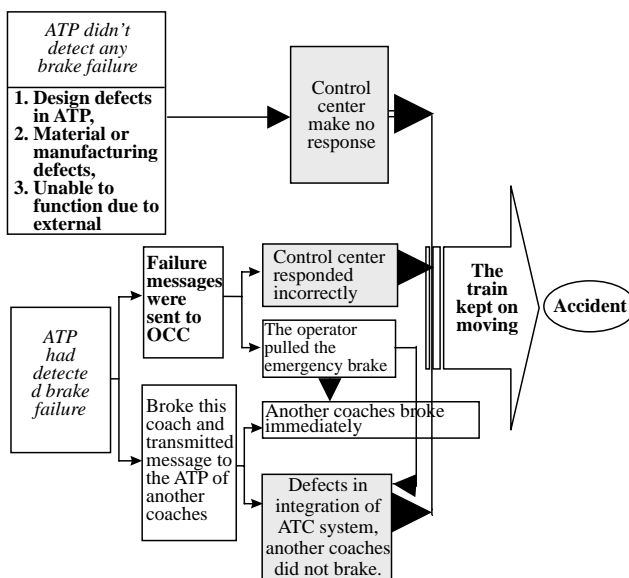 ATP didn't
detect any
brake failure
1. Design defects
in ATP,
2. Material or
manufacturing
defects,
3. Unable to
function due to
external
Control
center
make no
response
Failure
messages
were
sent to
OCC
Control center
responded
incorrectly
The
train
kept on
moving
Accident
The operator
pulled the
emergency brake
ATP
had
detecte
d brake
failure
Broke this
coach and
transmitted
message to
the ATP of
another
coaches
Another coaches broke
immediately
Defects in
integration of
ATC system,
another coaches
did not brake.